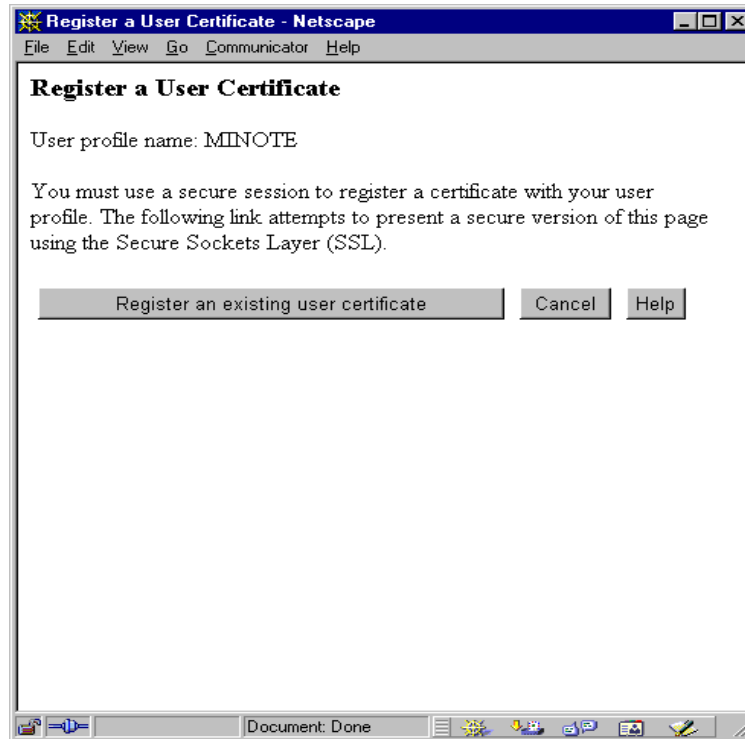 Register a User Certificate - Netscape
File Edit View Go Communicator Help
Register a User Certificate
User profile name: MINOTE
You must use a secure session to register a certificate with your user
profile. The following link attempts to present a secure version of this page
using the Secure Sockets Layer (SSL).
Register an existing user certificate Cancel Help
Document: Done